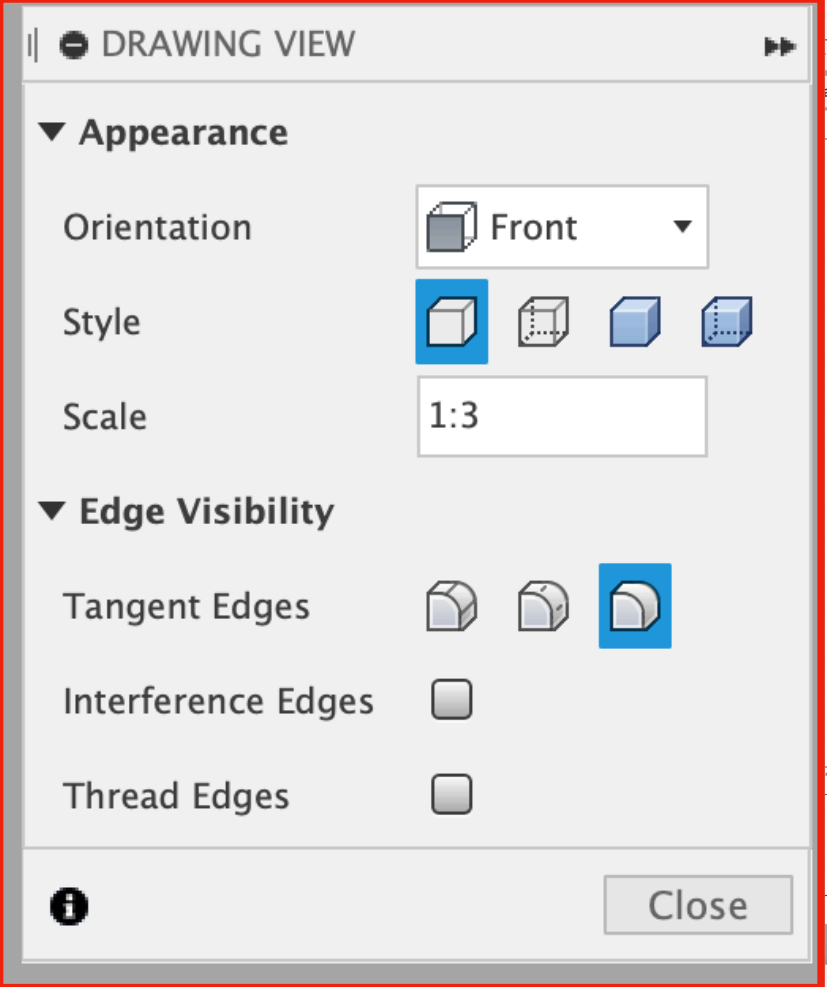 DRAWING VIEW
Appearance
Orientation
Front
Style
Scale
1:3
Edge Visibility
Tangent Edges
Interference Edges
Thread Edges
Close